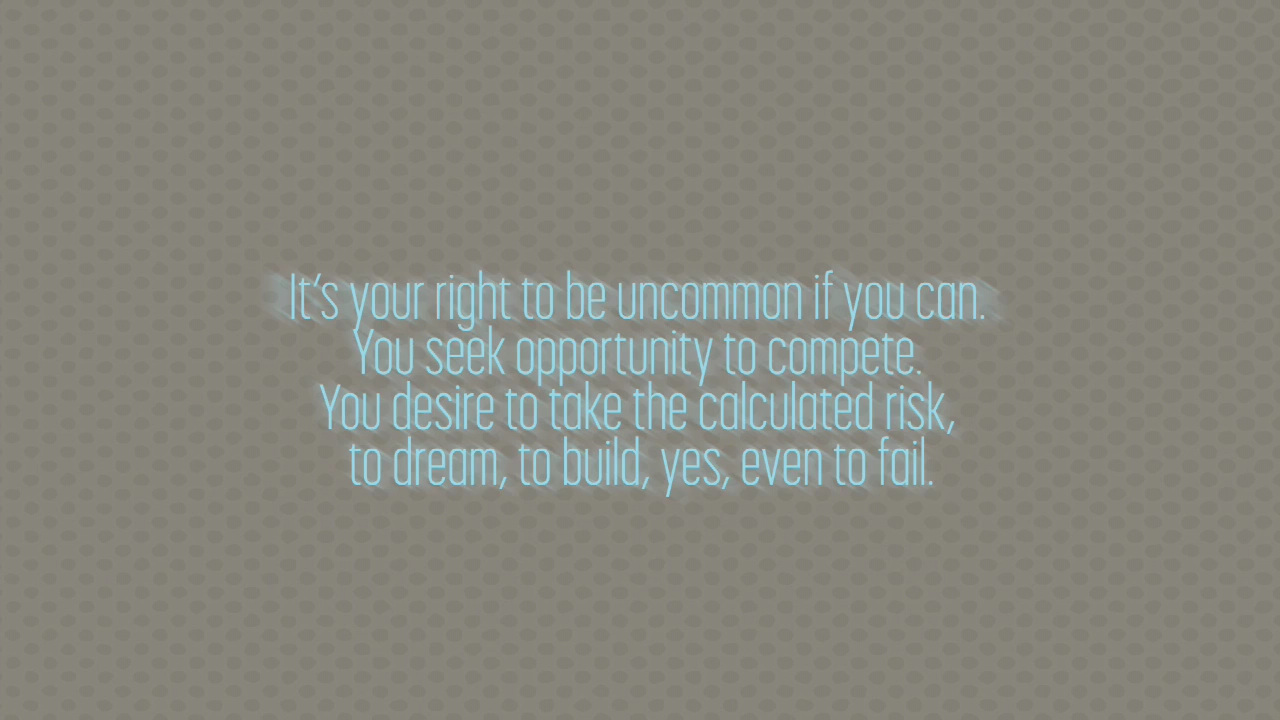 It's your right to be uncommon if you can.
You seek opportunity to compete.
You desire to take the calculated risk,
to dream, to build, yes, even to fail.